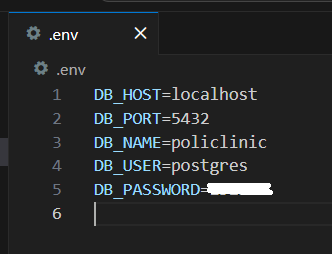 .env
.env
1 DB_HOST=localhost
2 DB_PORT=5432
3 DB_NAME=policlinic
4 DB_USER=postgres
5 DB_PASSWORD=
6